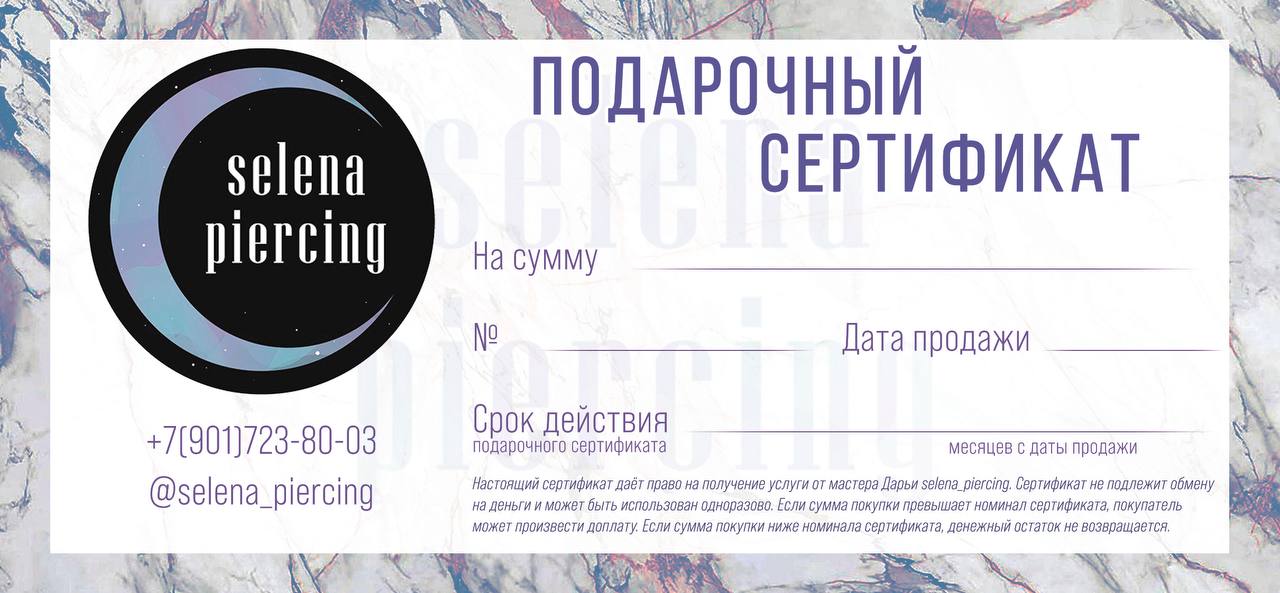 selena
piercing
+7(901)723-80-03
@selena_piercing
ПОДАРОЧНЫЙ
СЕРТИФИКАТ
selena
piercing
На сумму
№ Дата продажи
Срок действия
подарочного сертификата месяцев с даты продажи
Настоящий сертификат даёт право на получение услуги от мастера Дарьи selena_piercing. Сертификат не подлежит обмену
на деньги и может быть использован одноразово. Если сумма покупки превышает номинал сертификата, покупатель
может произвести доплату. Если сумма покупки ниже номинала сертификата, денежный остаток не возвращается.